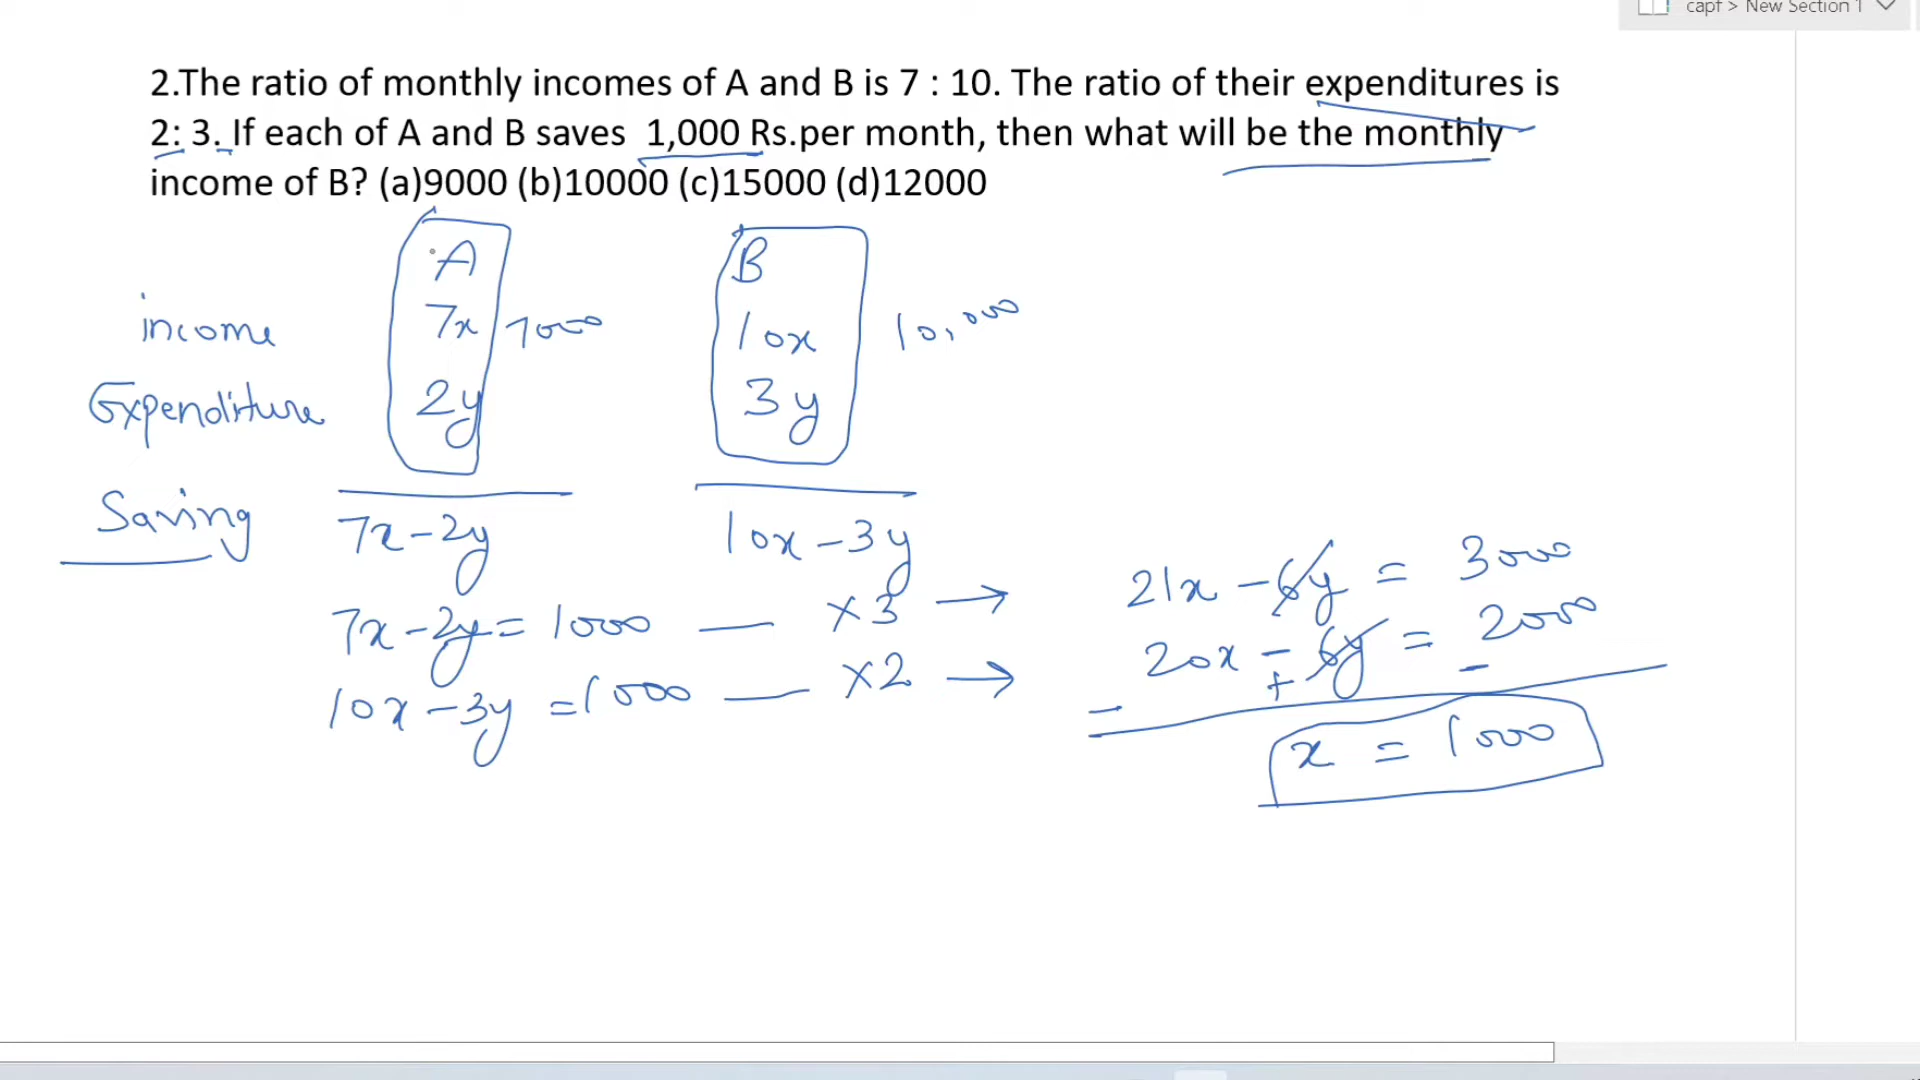 capf > New Section 1
2.The ratio of monthly incomes of A and B is 7 : 10. The ratio of their expenditures is
2: 3. If each of A and B saves 1,000 Rs.per month, then what will be the monthly
income of B? (a)9000 (b)10000 (c)15000 (d)12000
A B
income 7x 7000 10x 10,000
Expenditure 2y 3y
Saving 7x-2y 10x-3y
7x-2y= 1000 — ×3 → 21x - 6y = 3000
10x-3y =1000 — ×2 → 20x - 6y = 2000
- + -
x = 1000